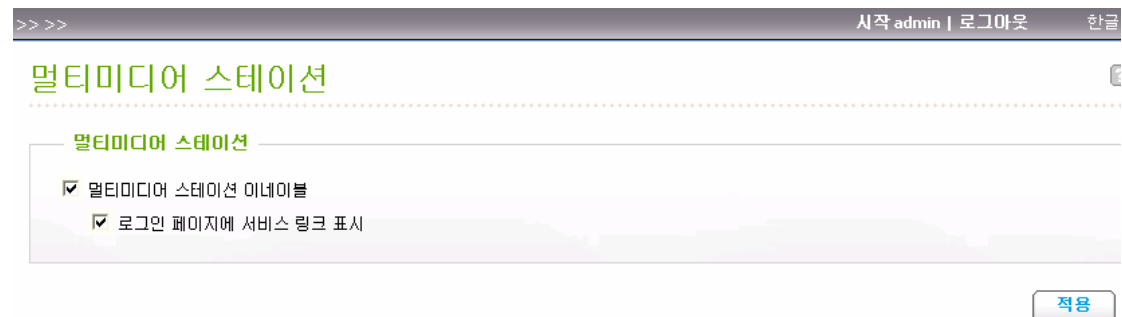 >> >> 시작 admin | 로그아웃 한글
멀티미디어 스테이션
멀티미디어 스테이션
멀티미디어 스테이션 이네이블
로그인 페이지에 서비스 링크 표시
적용